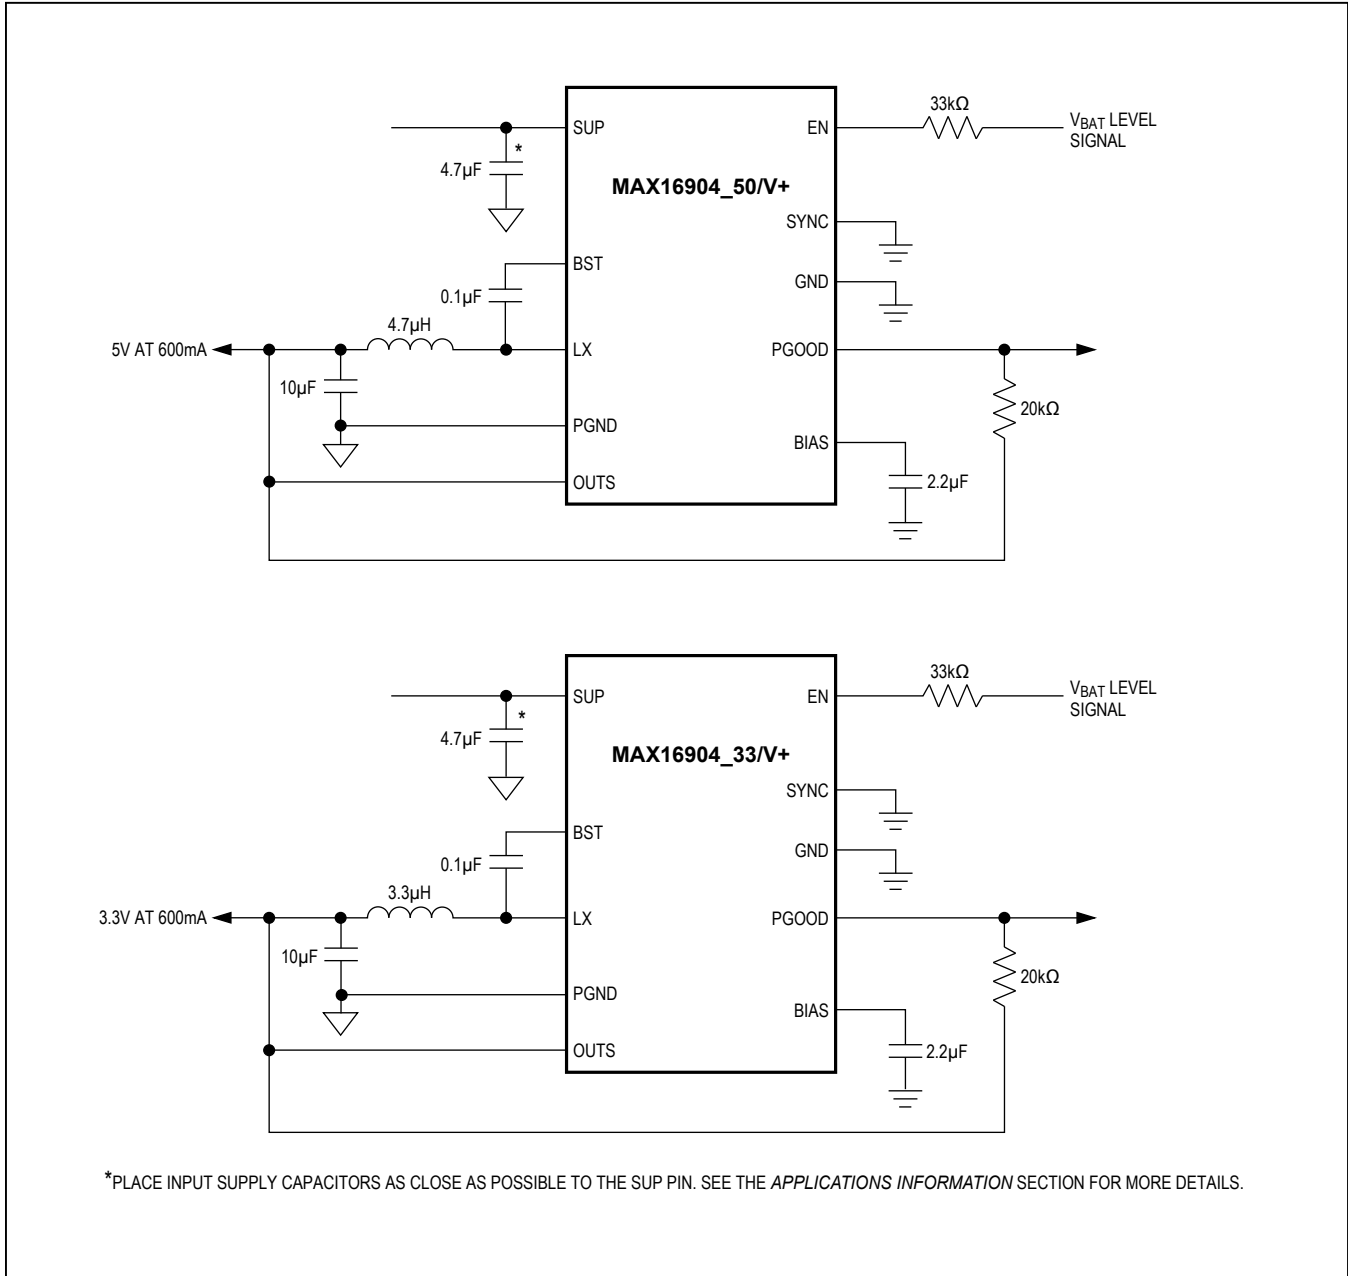 33kΩ
SUP
EN
VBAT LEVEL
SIGNAL
*
4.7µF
MAX16904_50/V+
SYNC
BST
GND
0.1µF
4.7µH
5V AT 600mA
LX
PGOOD
10µF
20kΩ
PGND
BIAS
OUTS
2.2µF
33kΩ
SUP
EN
VBAT LEVEL
SIGNAL
*
4.7µF
MAX16904_33/V+
SYNC
BST
GND
0.1µF
3.3µH
3.3V AT 600mA
LX
PGOOD
10µF
20kΩ
PGND
BIAS
OUTS
2.2µF
*PLACE INPUT SUPPLY CAPACITORS AS CLOSE AS POSSIBLE TO THE SUP PIN. SEE THE APPLICATIONS INFORMATION SECTION FOR MORE DETAILS.